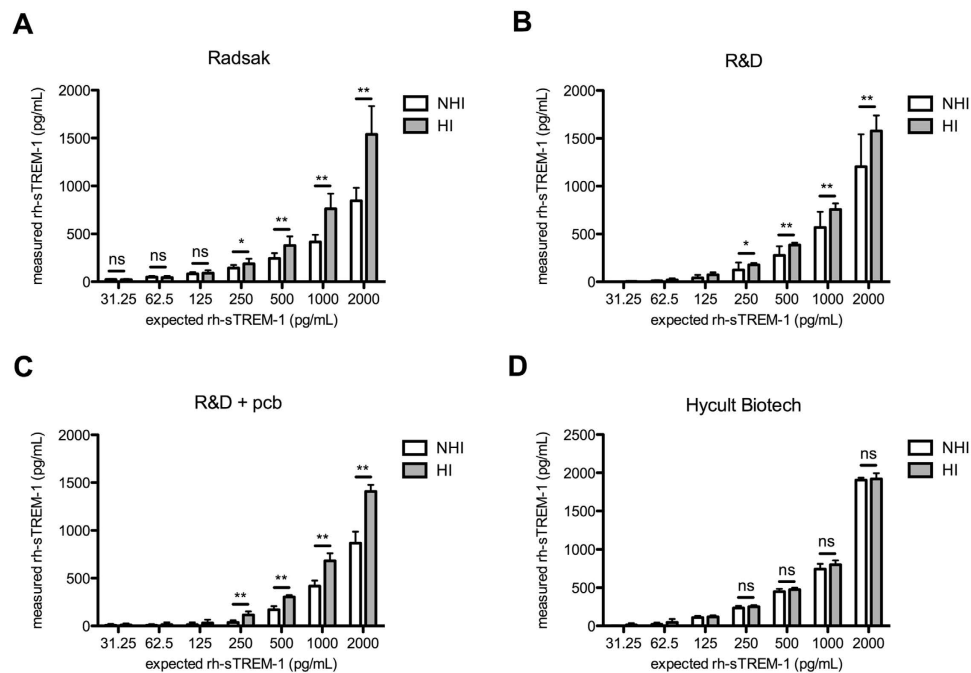 A
Radsak
measured rh-sTREM-1 (pg/mL)
2000
1500
1000
500
0
ns
ns
ns
*
**
**
**
NHI
HI
31.25 62.5 125 250 500 1000 2000
expected rh-sTREM-1 (pg/mL)
B
R&D
measured rh-sTREM-1 (pg/mL)
2000
1500
1000
500
0
*
**
**
**
NHI
HI
31.25 62.5 125 250 500 1000 2000
expected rh-sTREM-1 (pg/mL)
C
R&D + pcb
measured rh-sTREM-1 (pg/mL)
2000
1500
1000
500
0
**
**
**
**
NHI
HI
31.25 62.5 125 250 500 1000 2000
expected rh-sTREM-1 (pg/mL)
D
Hycult Biotech
measured rh-sTREM-1 (pg/mL)
2500
2000
1500
1000
500
0
ns
ns
ns
ns
NHI
HI
31.25 62.5 125 250 500 1000 2000
expected rh-sTREM-1 (pg/mL)